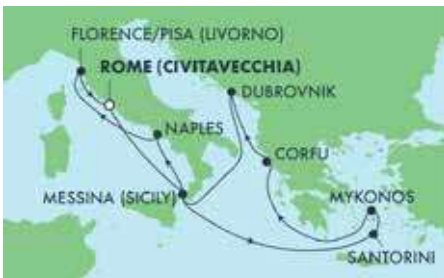 FLORENCE/PISA (LIVORNO)
ROME (CIVITAVECCHIA)
DUBROVNIK
NAPLES
CORFU
MESSINA (SICILY)
MYKONOS
SANTORINI